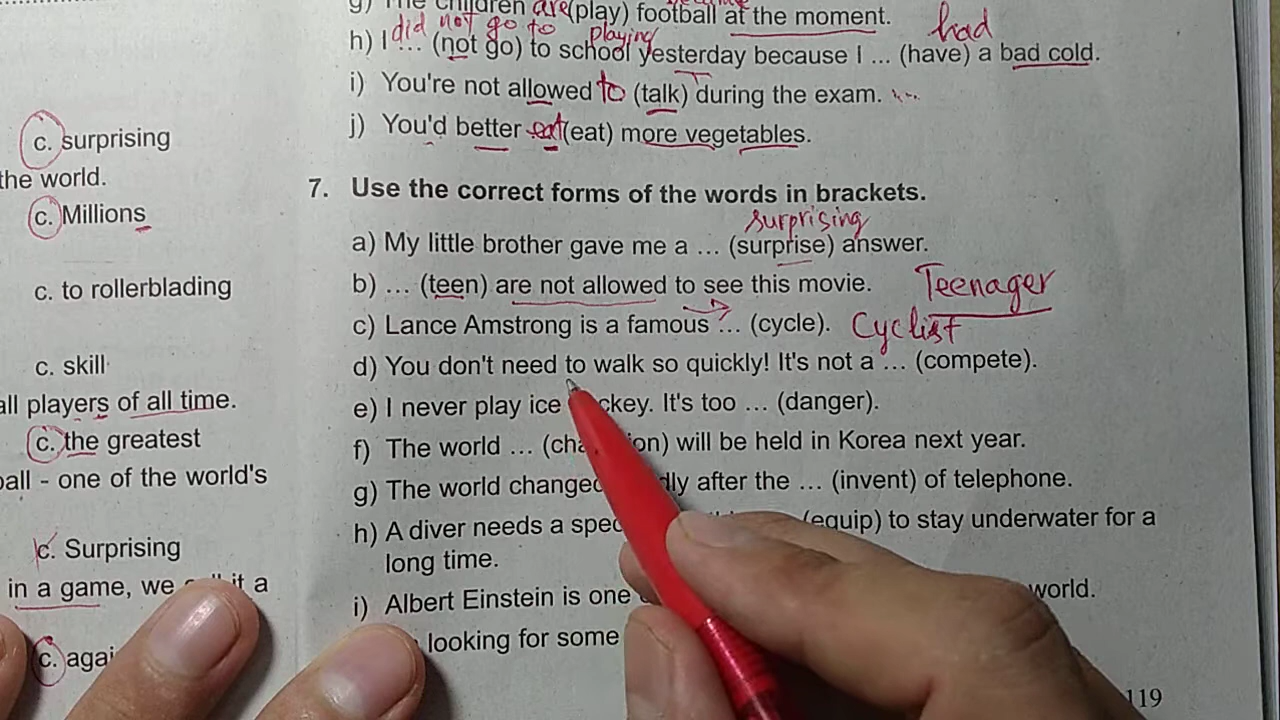 c. surprising
the world.
c. Millions
c. to rollerblading
c. skill
all players of all time.
c. the greatest
ball - one of the world's
c. Surprising
in a game, we call it a
c.
g) The children are (play) football at the moment.
did not go to playing had
h) I ... (not go) to school yesterday because I ... (have) a bad cold.
i) You're not allowed to (talk) during the exam.
j) You'd better eat (eat) more vegetables.
7. Use the correct forms of the words in brackets.
surprising
a) My little brother gave me a ... (surprise) answer.
b) ... (teen) are not allowed to see this movie. Teenager
c) Lance Amstrong is a famous ... (cycle). Cyclist
d) You don't need to walk so quickly! It's not a ... (compete).
e) I never play ice hockey. It's too ... (danger).
f) The world ... (champion) will be held in Korea next year.
g) The world changed after the ... (invent) of telephone.
h) A diver needs a (equip) to stay underwater for a
long time.
i) Albert Einstein is one world.
looking for some
119